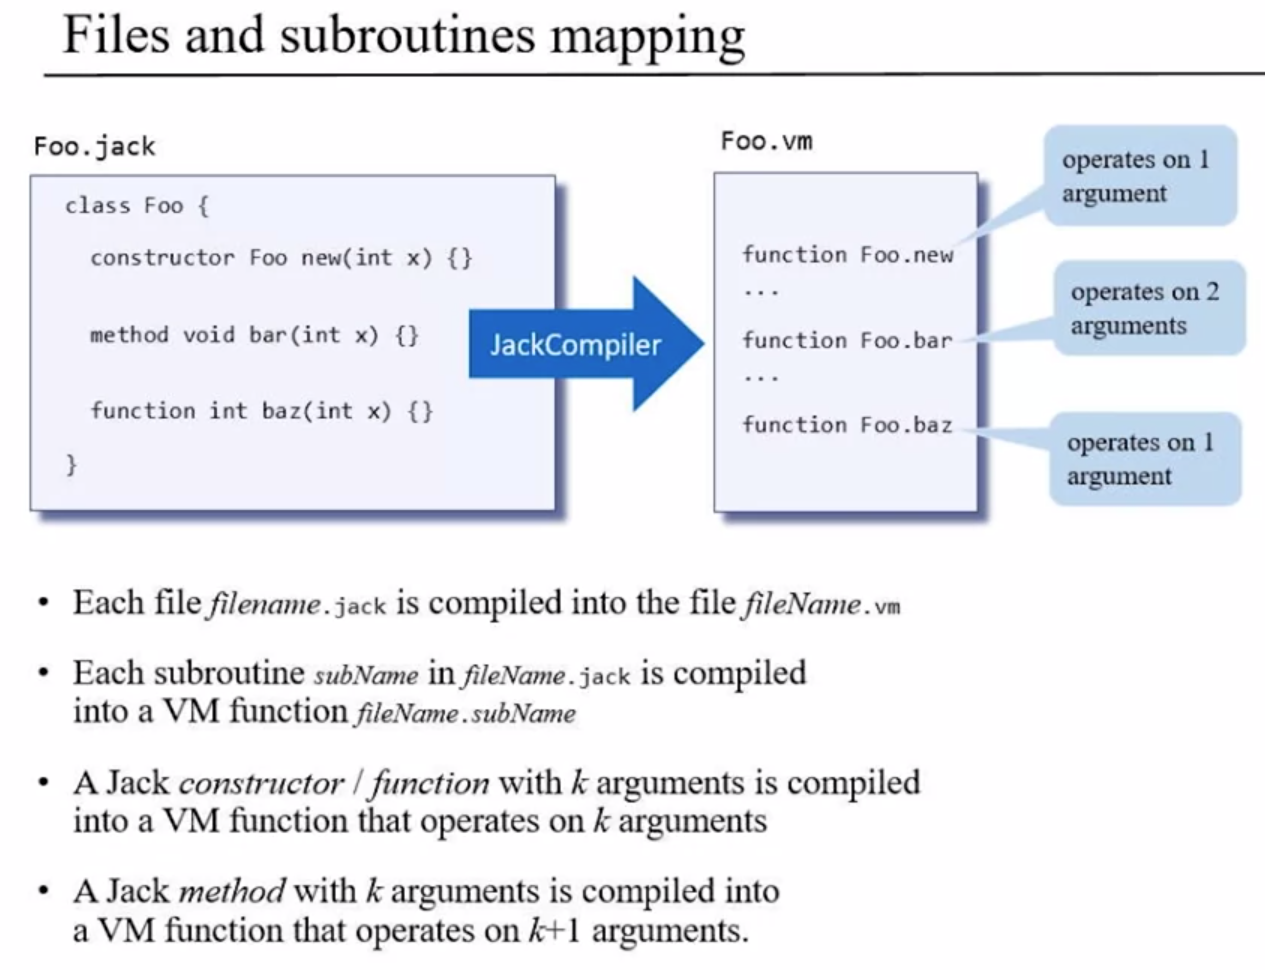 Files and subroutines mapping
Foo.jack
class Foo {
constructor Foo new(int x) {}
method void bar(int x) {}
function int baz(int x) {}
}
JackCompiler
Foo.vm
function Foo.new
...
function Foo.bar
...
function Foo.baz
operates on 1
argument
operates on 2
arguments
operates on 1
argument
• Each file filename.jack is compiled into the file fileName.vm
• Each subroutine subName in fileName.jack is compiled
into a VM function fileName.subName
• A Jack constructor / function with k arguments is compiled
into a VM function that operates on k arguments
• A Jack method with k arguments is compiled into
a VM function that operates on k+1 arguments.